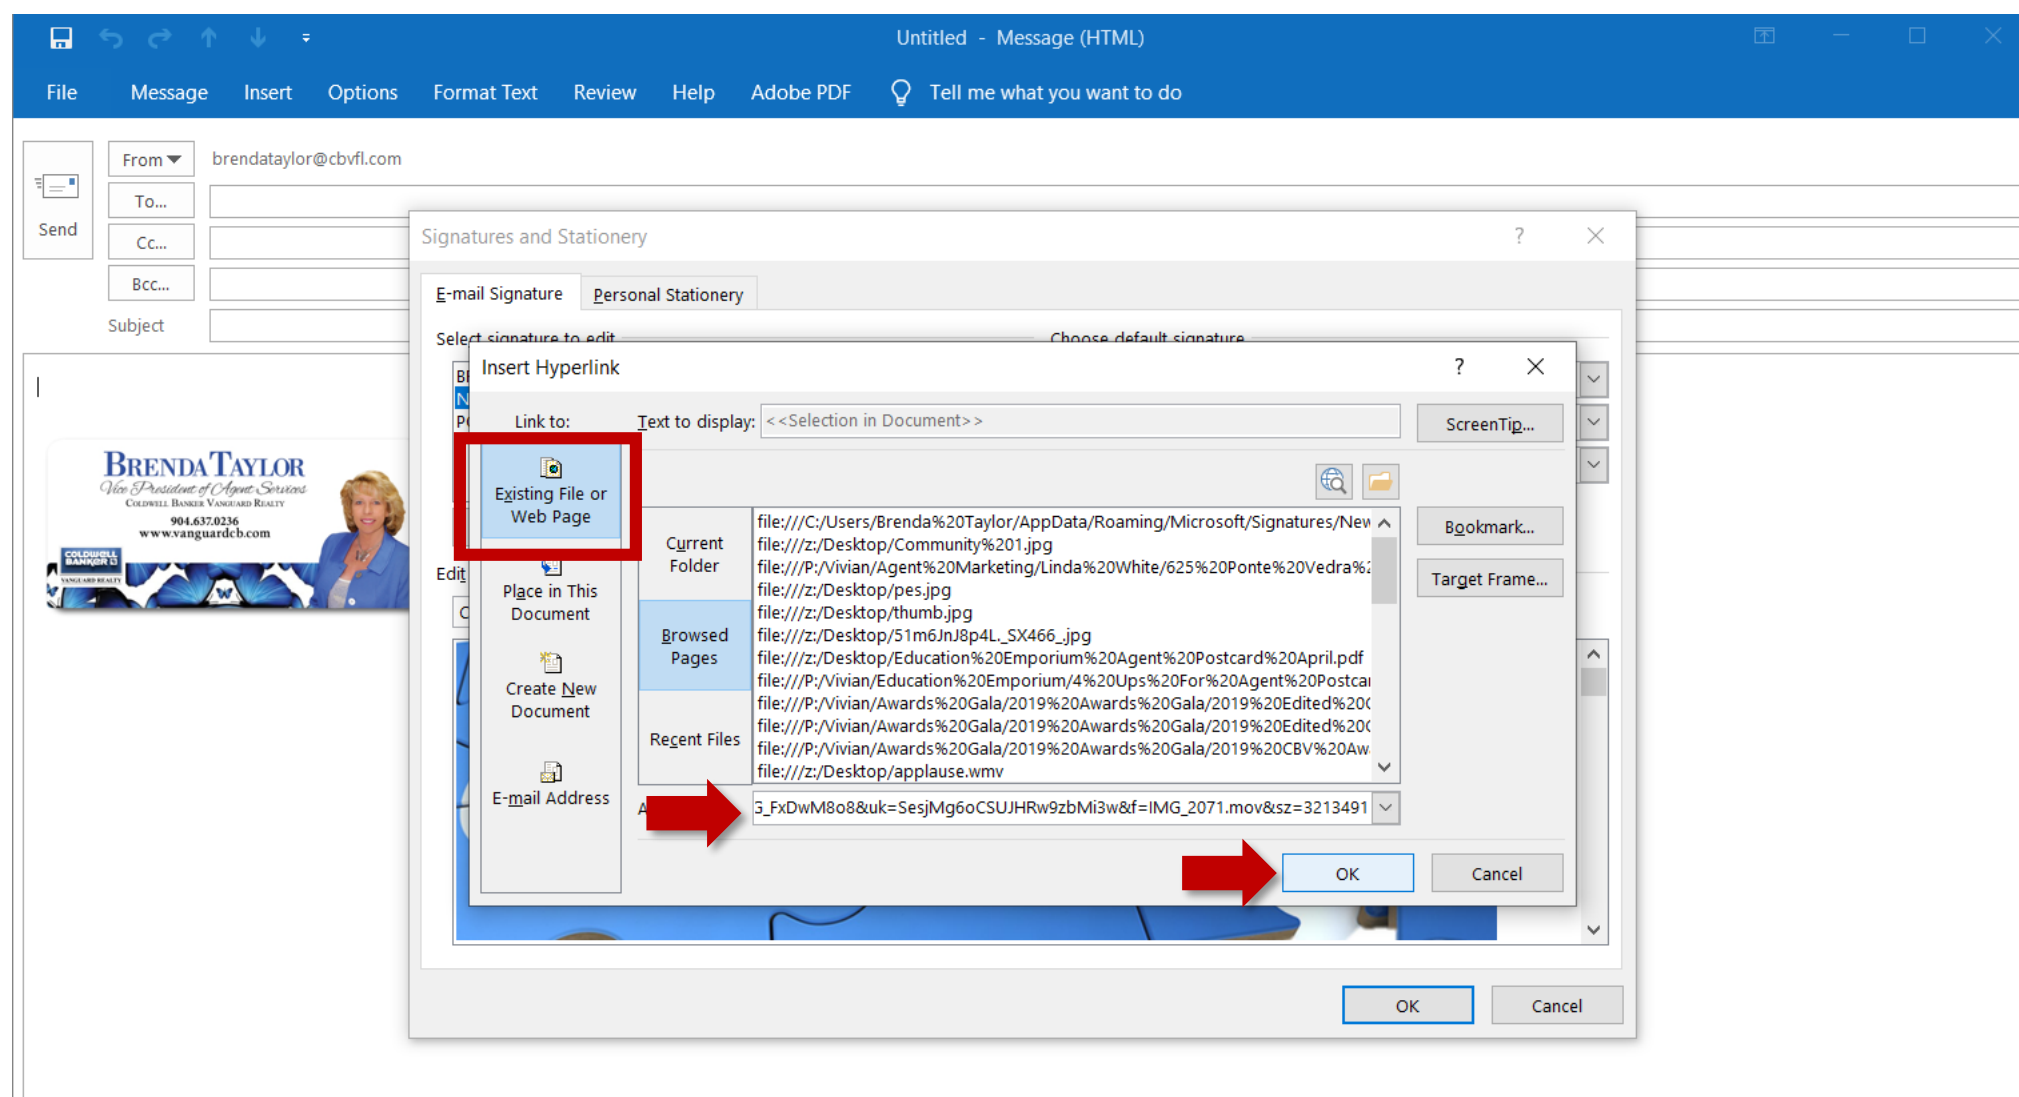 Untitled - Message (HTML)
File Message Insert Options Format Text Review Help Adobe PDF Tell me what you want to do
Send
From brendataylor@cbvfl.com
To...
Cc...
Bcc...
Subject
BRENDA TAYLOR
Vice President of Agent Services
COLDWELL BANKER VANGUARD REALTY
904.637.0236
www.vanguardcb.com
COLDWELL
BANKER
VANGUARD REALTY
Signatures and Stationery ?
E-mail Signature Personal Stationery
Select signature to edit Choose default signature
Edit
Insert Hyperlink ?
Link to: Text to display: <<Selection in Document>> ScreenTip...
Existing File or
Web Page
Place in This
Document
Create New
Document
E-mail Address
Current
Folder
Browsed
Pages
Recent Files
file:///C:/Users/Brenda%20Taylor/AppData/Roaming/Microsoft/Signatures/New
file:///z:/Desktop/Community%201.jpg
file:///P:/Vivian/Agent%20Marketing/Linda%20White/625%20Ponte%20Vedra%2
file:///z:/Desktop/pes.jpg
file:///z:/Desktop/thumb.jpg
file:///z:/Desktop/51m6JnJ8p4L._SX466_.jpg
file:///z:/Desktop/Education%20Emporium%20Agent%20Postcard%20April.pdf
file:///P:/Vivian/Education%20Emporium/4%20Ups%20For%20Agent%20Postcar
file:///P:/Vivian/Awards%20Gala/2019%20Awards%20Gala/2019%20Edited%20C
file:///P:/Vivian/Awards%20Gala/2019%20Awards%20Gala/2019%20Edited%20C
file:///P:/Vivian/Awards%20Gala/2019%20Awards%20Gala/2019%20CBV%20Aw
file:///z:/Desktop/applause.wmv
Bookmark...
Target Frame...
G_FxDwM8o8&uk=SesjMg6oCSUJHRw9zbMi3w&f=IMG_2071.mov&sz=3213491
OK Cancel
OK Cancel